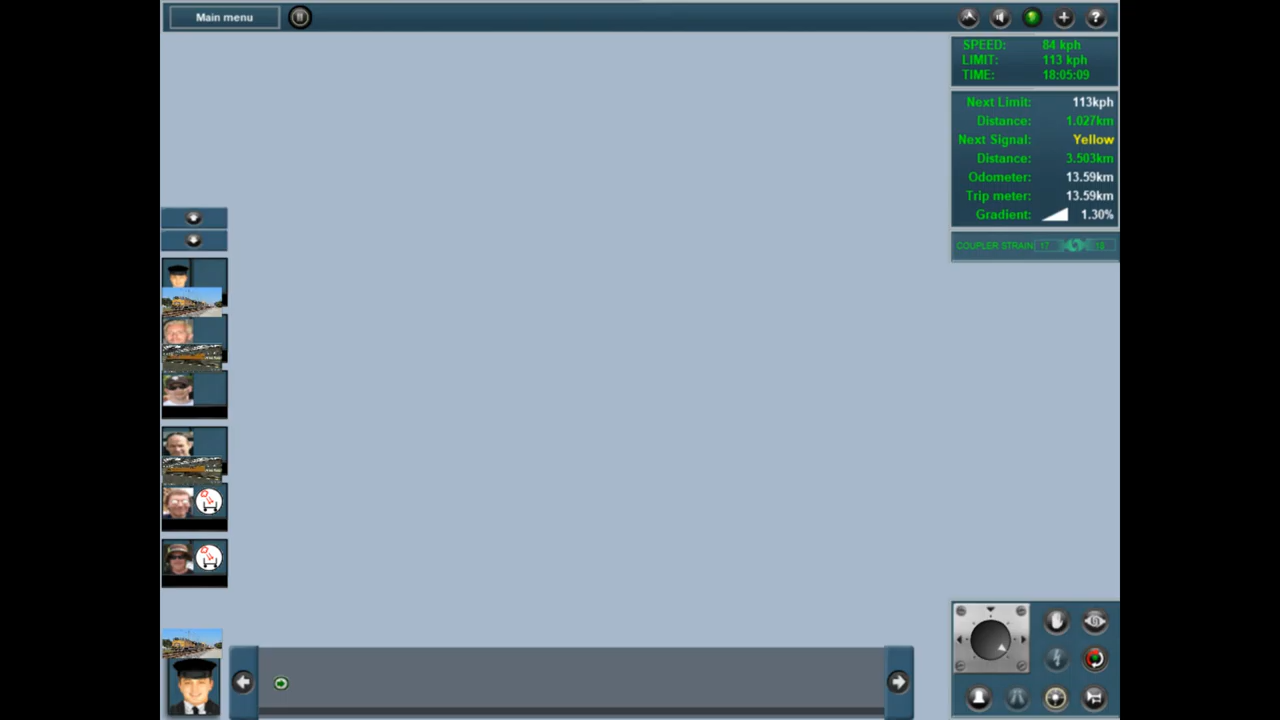 Main menu
SPEED: 84 kph
LIMIT: 113 kph
TIME: 18:05:09
Next Limit: 113kph
Distance: 1.027km
Next Signal: Yellow
Distance: 3.503km
Odometer: 13.59km
Trip meter: 13.59km
Gradient: 1.30%
COUPLER STRAIN 17